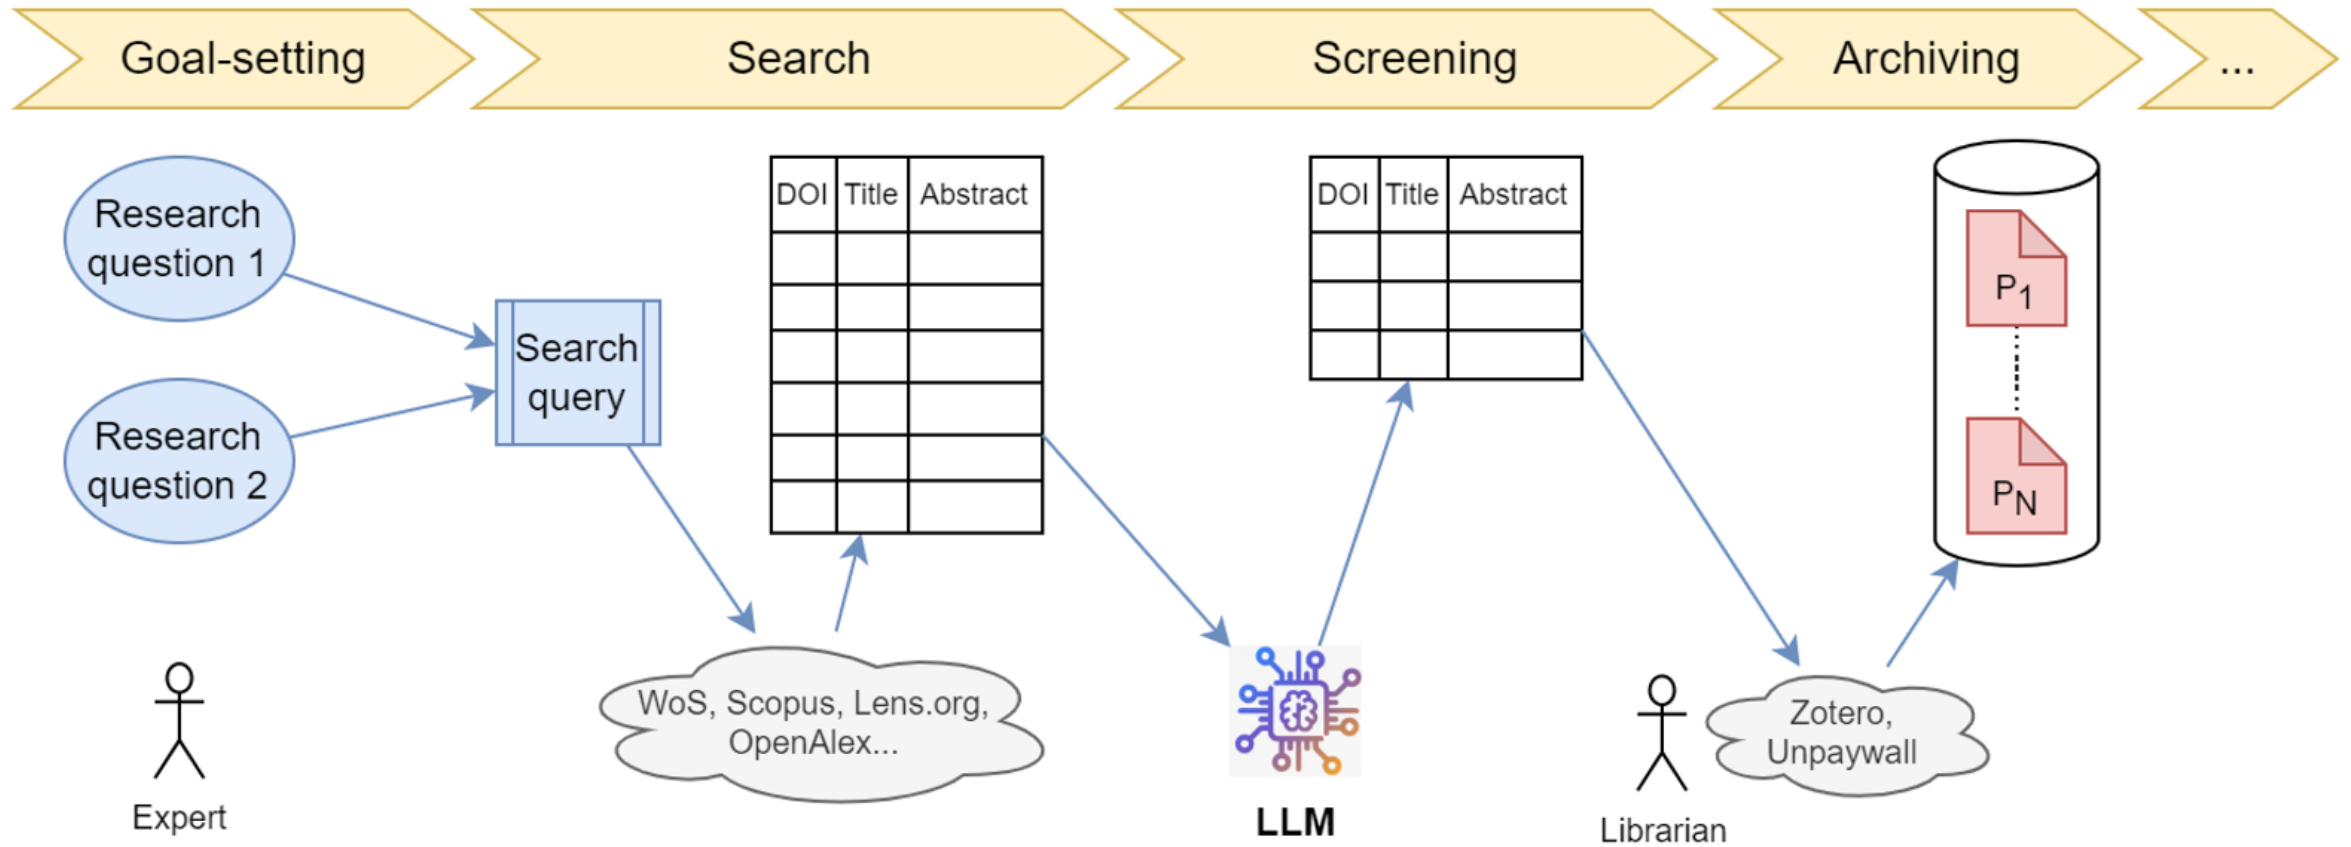 Goal-setting
Search
Screening
Archiving
...
Research
question 1
Research
question 2
Search
query
DOI Title Abstract
DOI Title Abstract
P1
PN
WoS, Scopus, Lens.org,
OpenAlex...
Zotero,
Unpaywall
Expert
LLM
Librarian